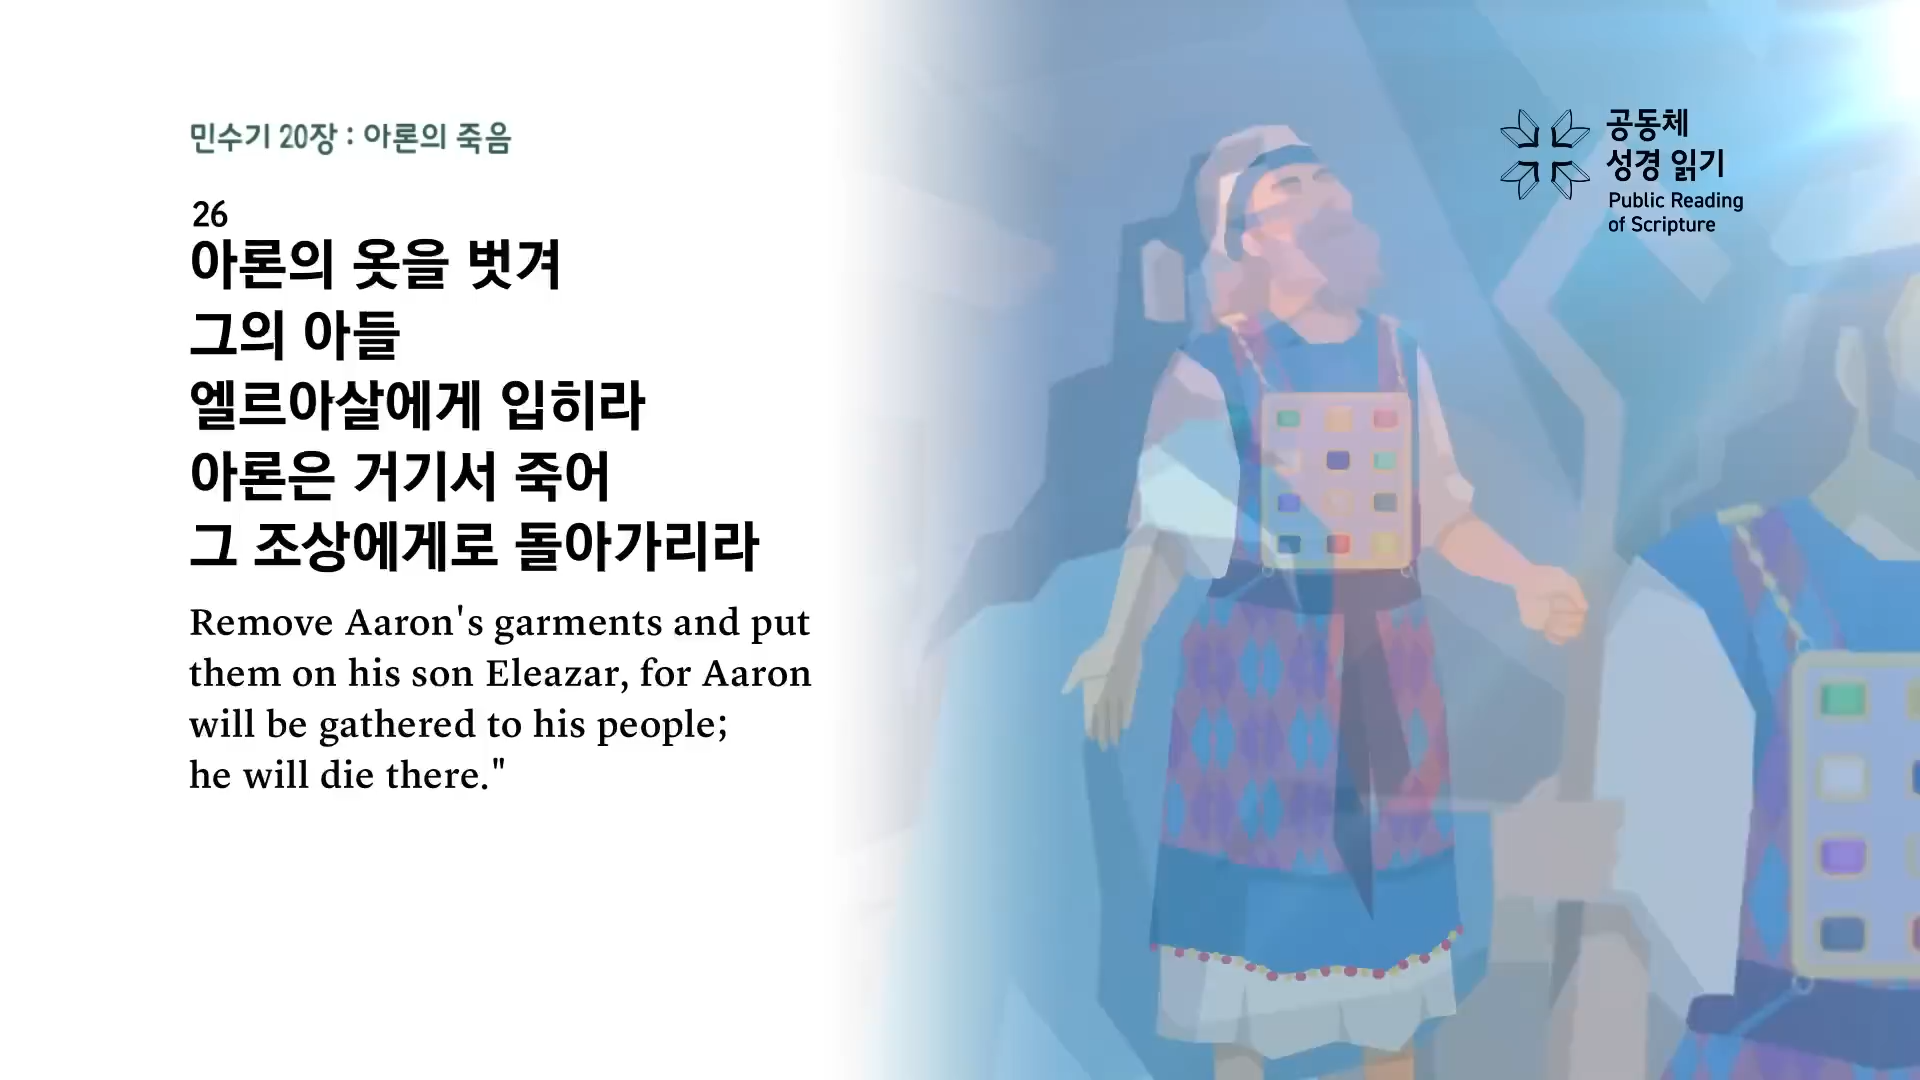 민수기 20장 : 아론의 죽음
26
아론의 옷을 벗겨
그의 아들
엘르아살에게 입히라
아론은 거기서 죽어
그 조상에게로 돌아가리라
Remove Aaron's garments and put
them on his son Eleazar, for Aaron
will be gathered to his people;
he will die there."
공동체
성경 읽기
Public Reading
of Scripture